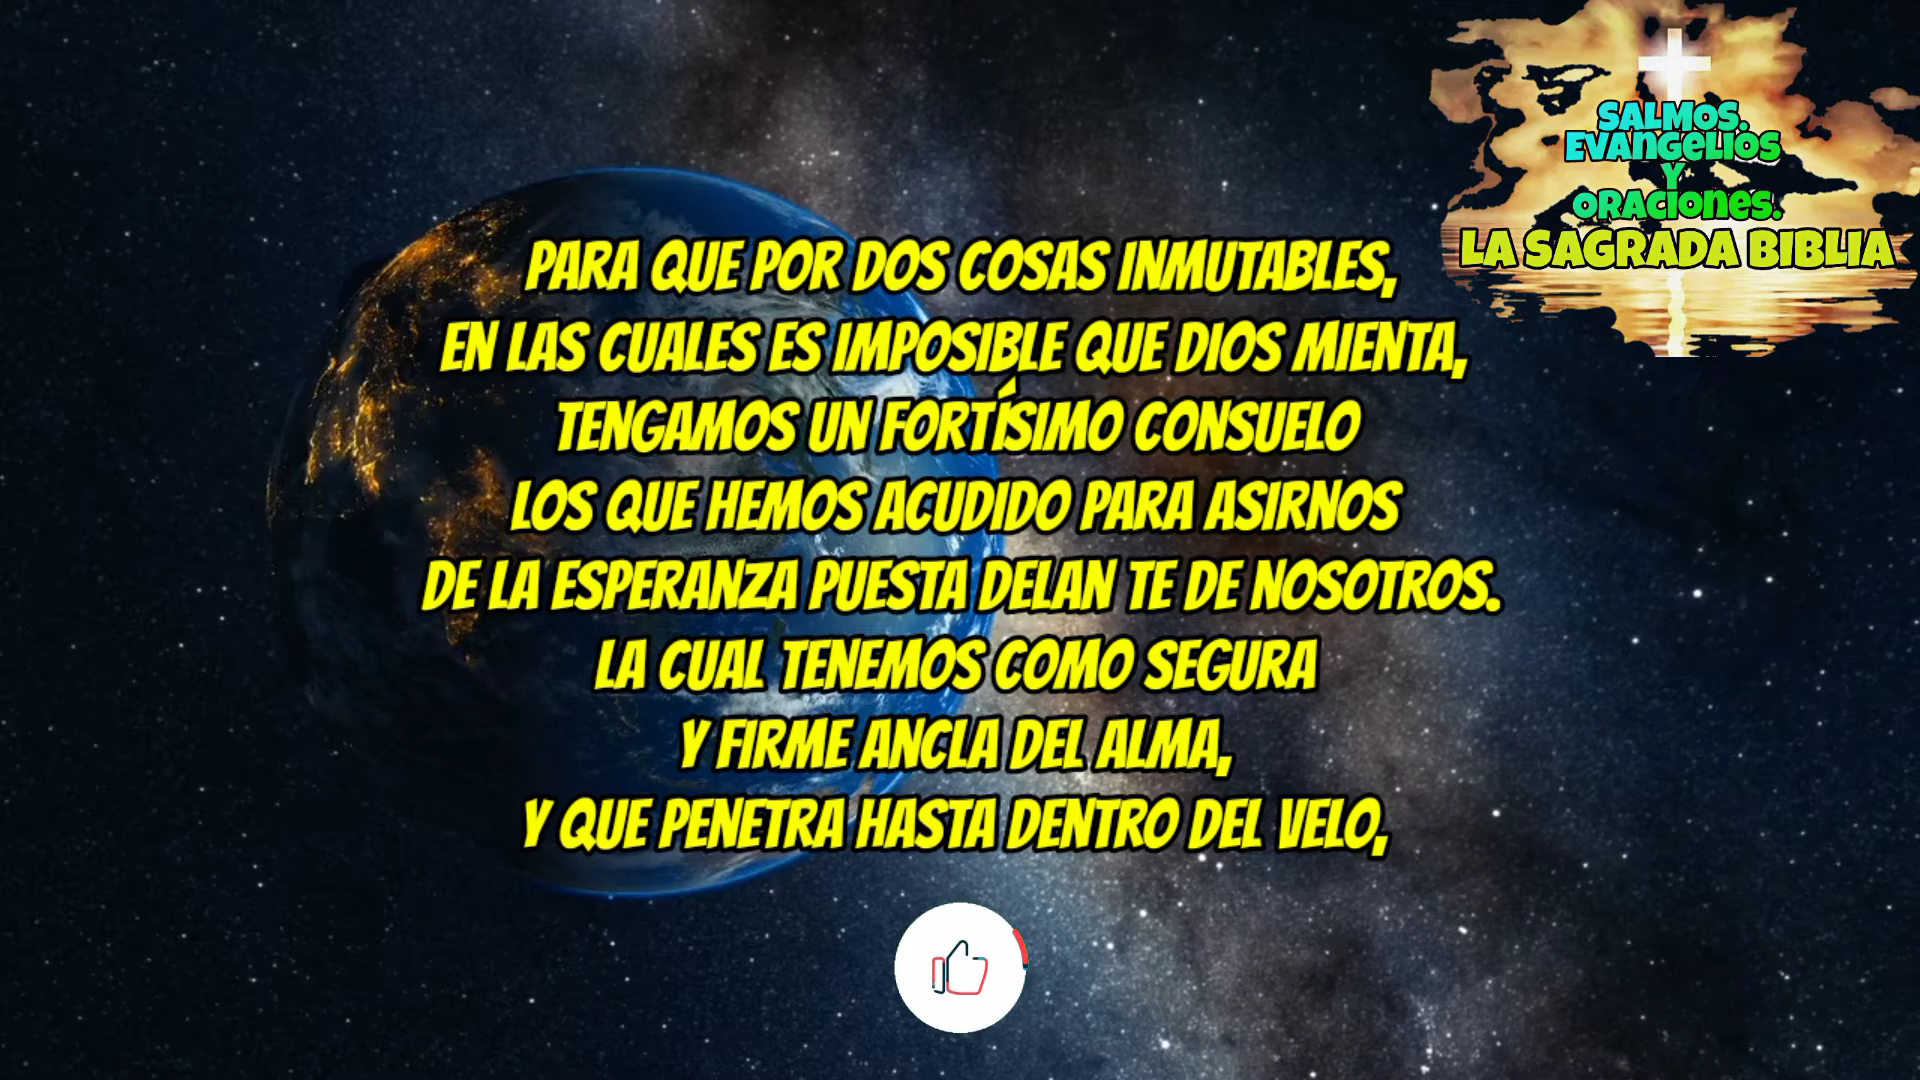 SALMOS.
EVANGELIOS
Y
ORACIONES.
LA SAGRADA BIBLIA
PARA QUE POR DOS COSAS INMUTABLES,
EN LAS CUALES ES IMPOSIBLE QUE DIOS MIENTA,
TENGAMOS UN FORTÍSIMO CONSUELO
LOS QUE HEMOS ACUDIDO PARA ASIRNOS
DE LA ESPERANZA PUESTA DELAN TE DE NOSOTROS.
LA CUAL TENEMOS COMO SEGURA
Y FIRME ANCLA DEL ALMA,
Y QUE PENETRA HASTA DENTRO DEL VELO,